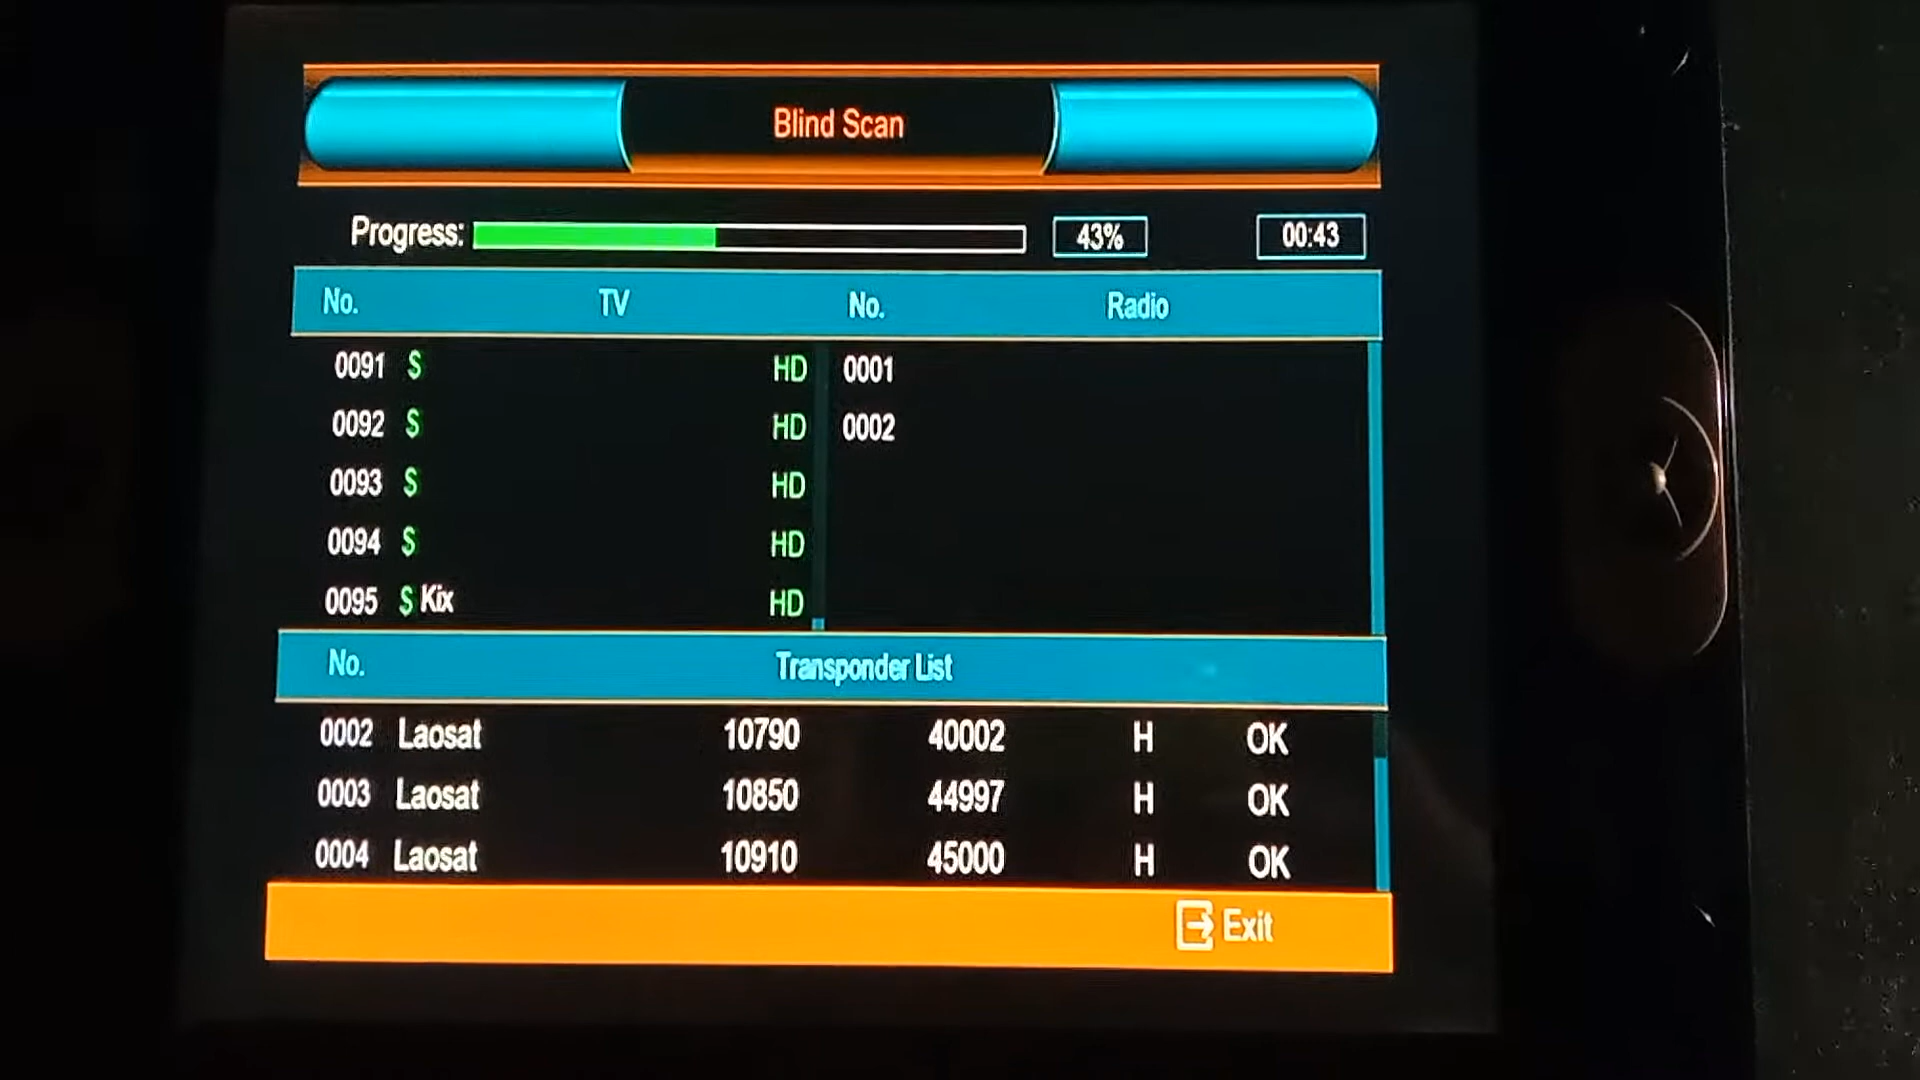 Blind Scan
Progress: 43% 00:43
No. TV No. Radio
0091 $ HD 0001
0092 $ HD 0002
0093 $ HD
0094 $ HD
0095 $ Kix HD
No. Transponder List
0002 Laosat 10790 40002 H OK
0003 Laosat 10850 44997 H OK
0004 Laosat 10910 45000 H OK
Exit